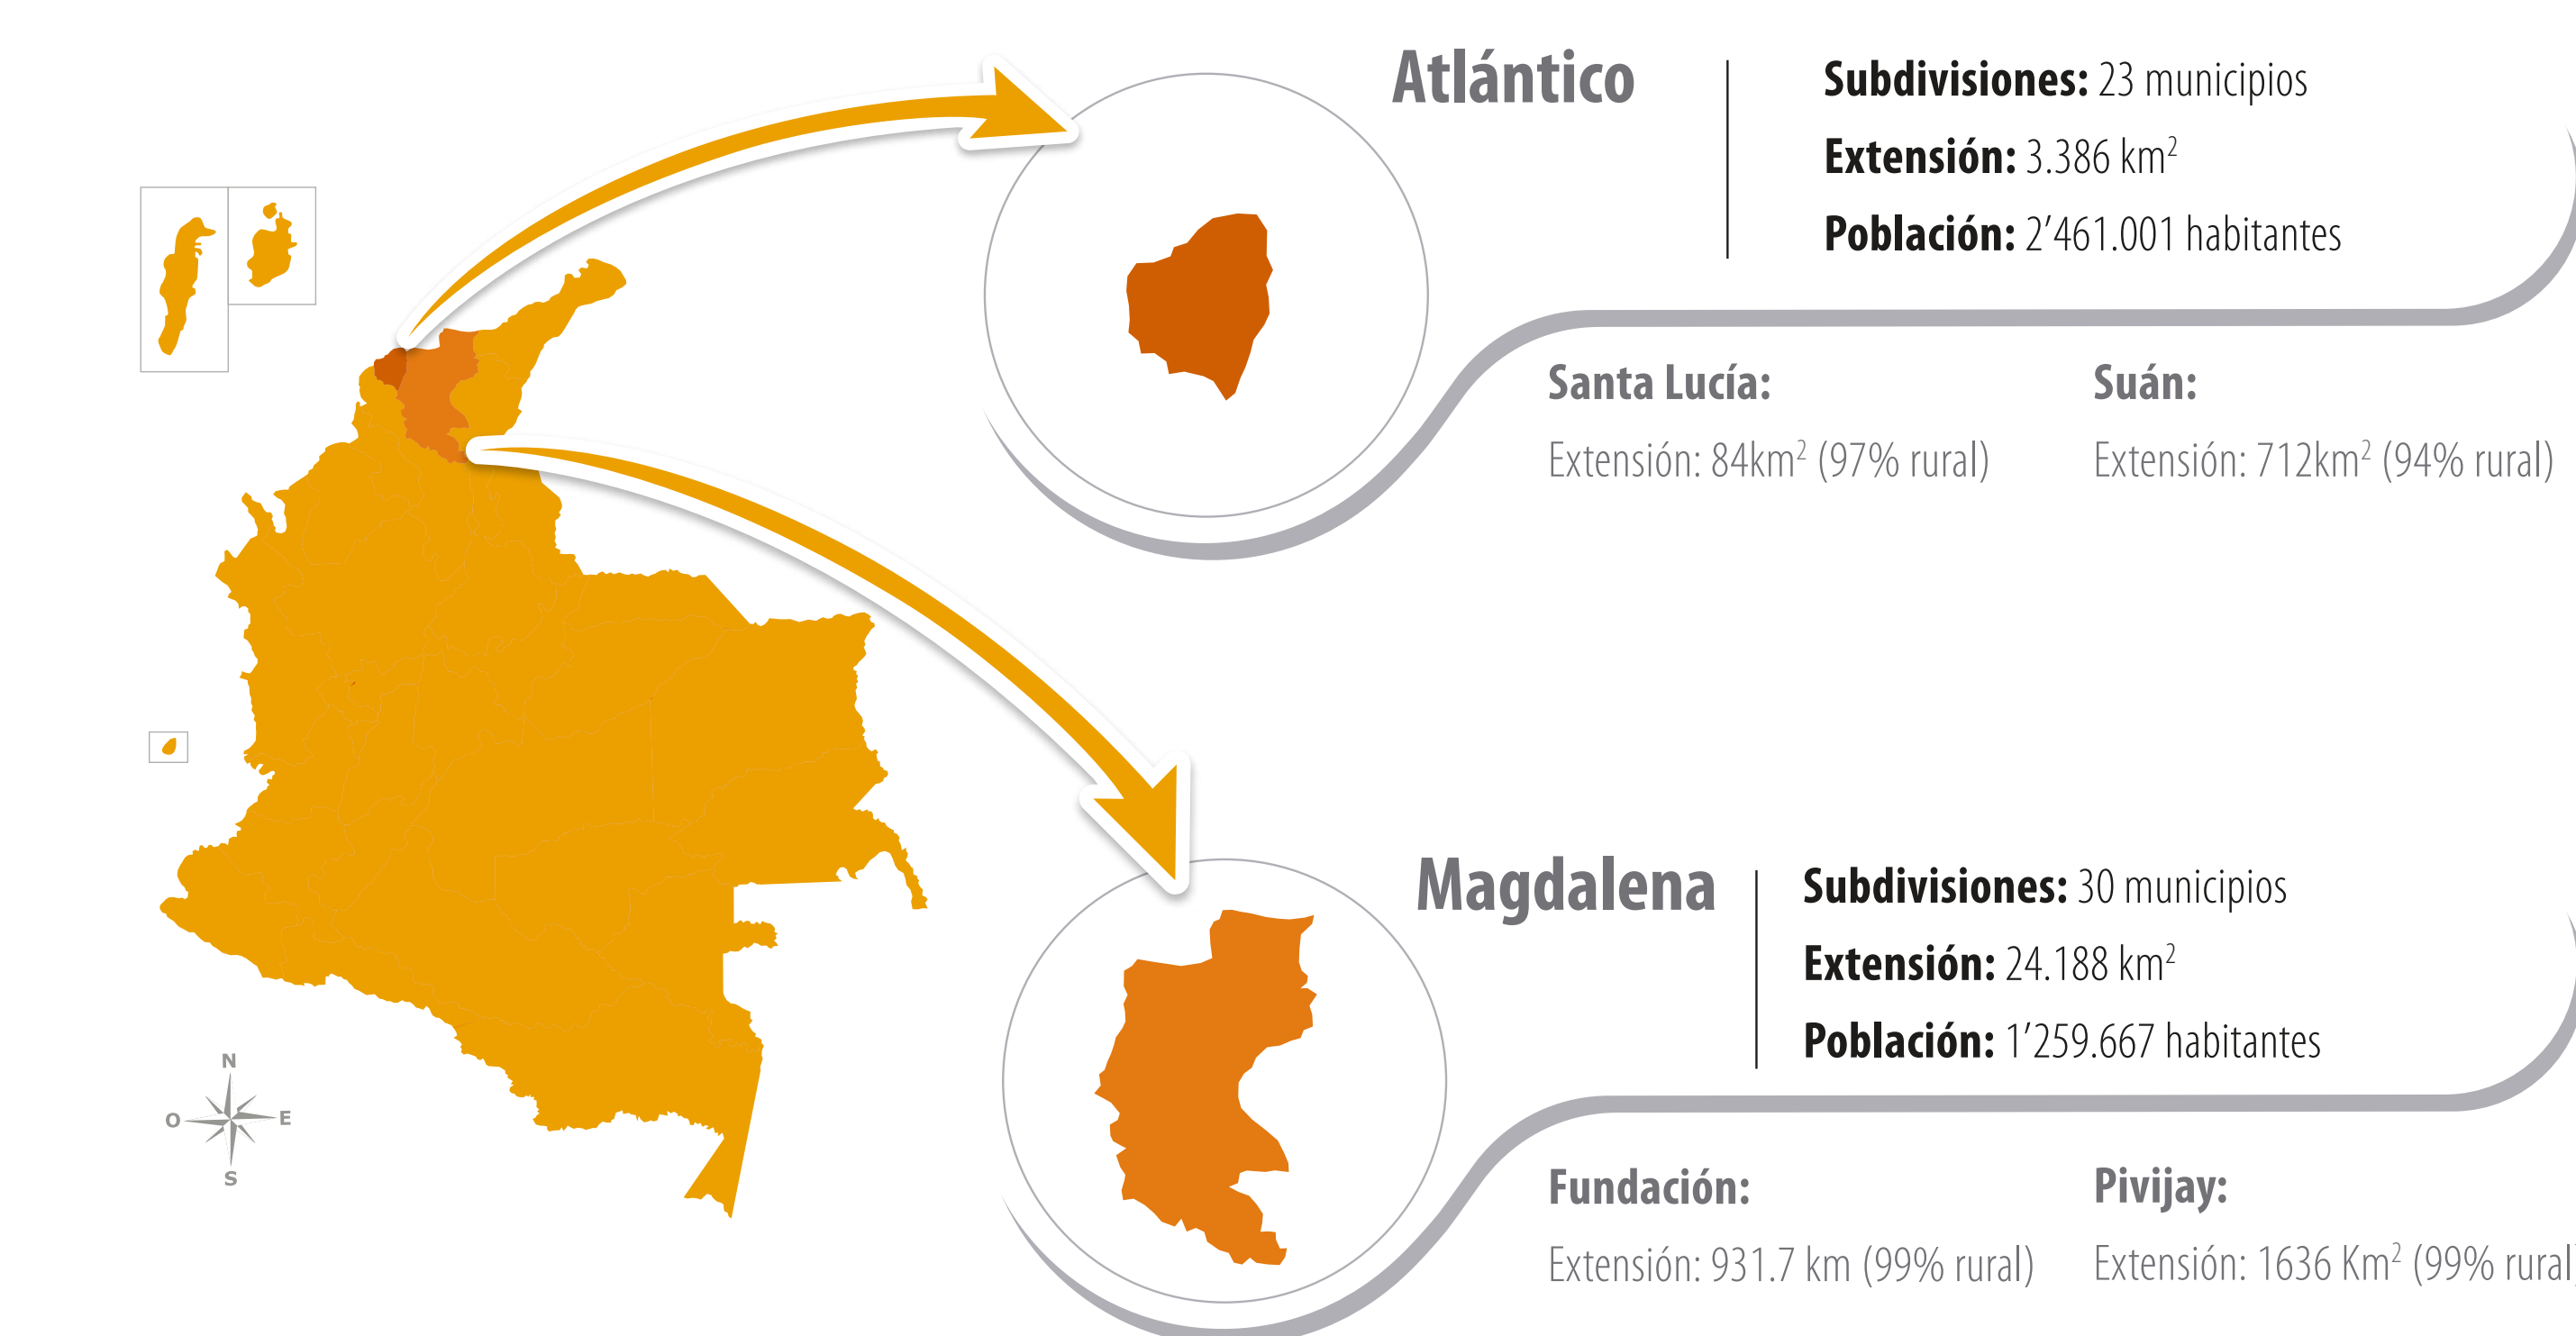 Atlántico
Subdivisiones: 23 municipios
Extensión: 3.386 km²
Población: 2'461.001 habitantes
Santa Lucía:
Extensión: 84km² (97% rural)
Suán:
Extensión: 712km² (94% rural)
Magdalena
Subdivisiones: 30 municipios
Extensión: 24.188 km²
Población: 1'259.667 habitantes
Fundación:
Extensión: 931.7 km (99% rural)
Pivijay:
Extensión: 1636 Km² (99% rural)
N
O
E
S